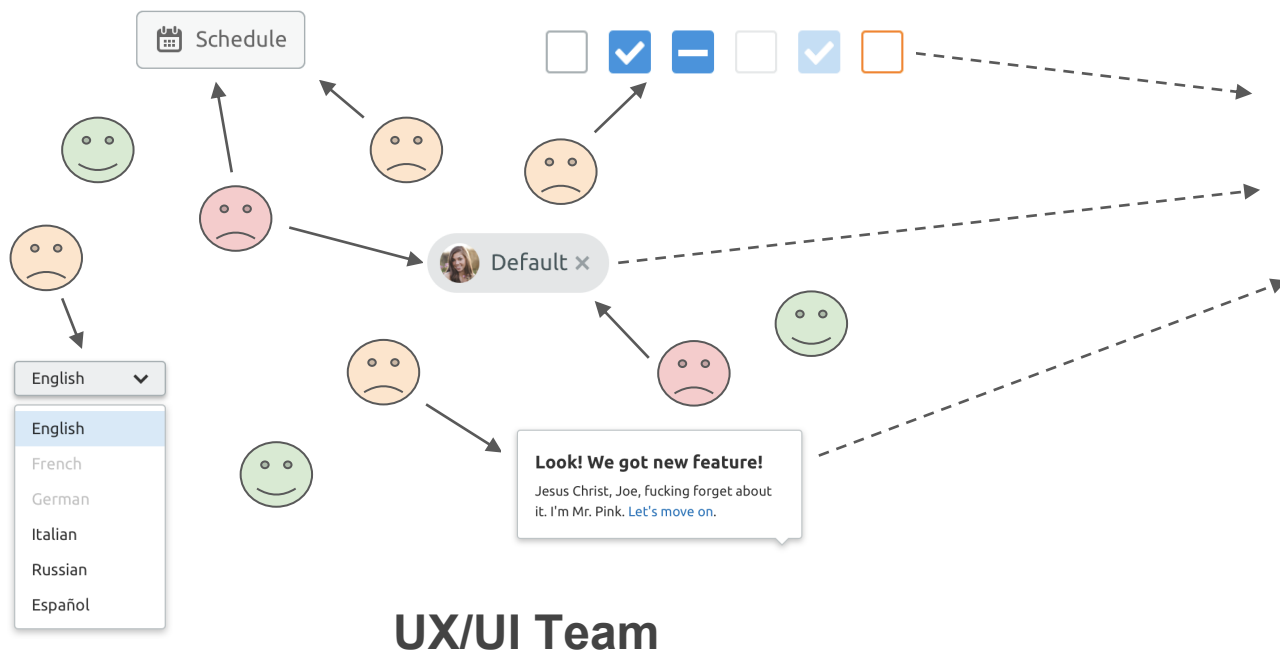 Schedule
Default
English
English
French
German
Italian
Russian
Español
Look! We got new feature!
Jesus Christ, Joe, fucking forget about
it. I'm Mr. Pink. Let's move on.
UX/UI Team